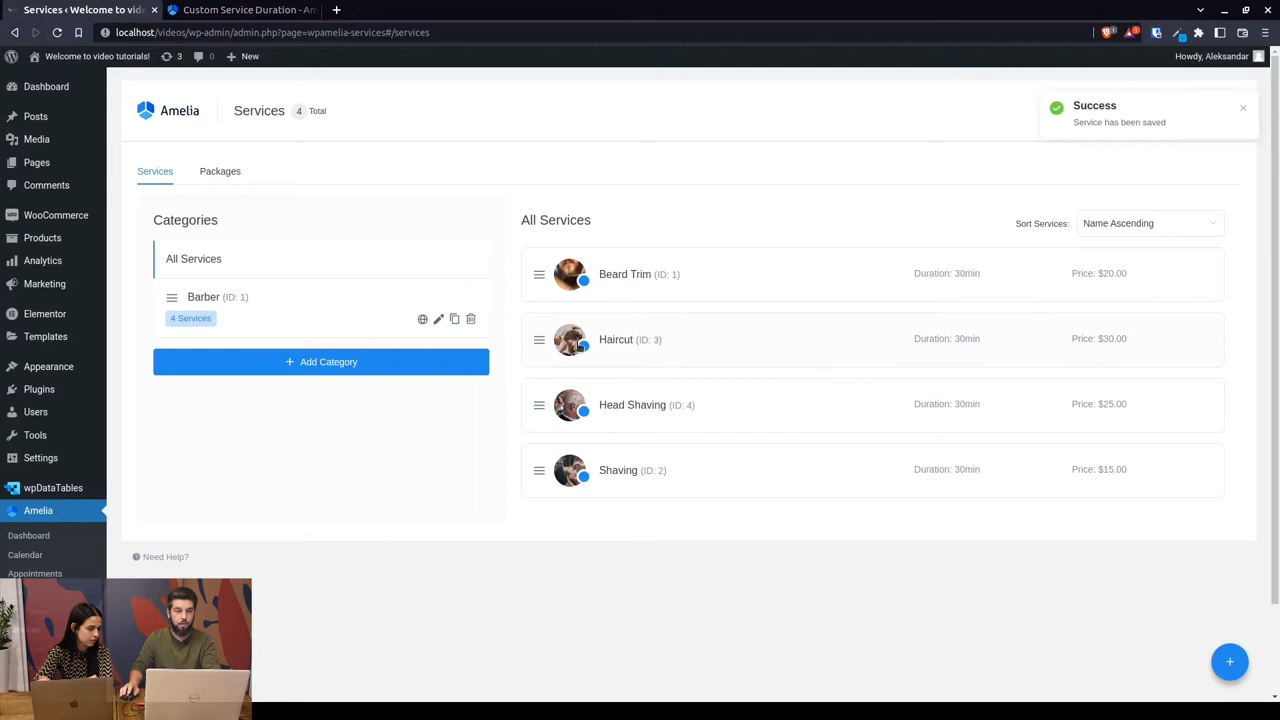 Services ‹ Welcome to vide
Custom Service Duration - Am
localhost/videos/wp-admin/admin.php?page=wpamelia-services#/services
Welcome to video tutorials!
3
0
New
Howdy, Aleksandar
Dashboard
Posts
Media
Pages
Comments
WooCommerce
Products
Analytics
Marketing
Elementor
Templates
Appearance
Plugins
Users
Tools
Settings
wpDataTables
Amelia
Dashboard
Calendar
Appointments
Amelia
Services
4 Total
Success
Service has been saved
Services
Packages
Categories
All Services
Barber (ID: 1)
4 Services
+ Add Category
All Services
Sort Services:
Name Ascending
Beard Trim (ID: 1)
Duration: 30min
Price: $20.00
Haircut (ID: 3)
Duration: 30min
Price: $30.00
Head Shaving (ID: 4)
Duration: 30min
Price: $25.00
Shaving (ID: 2)
Duration: 30min
Price: $15.00
Need Help?